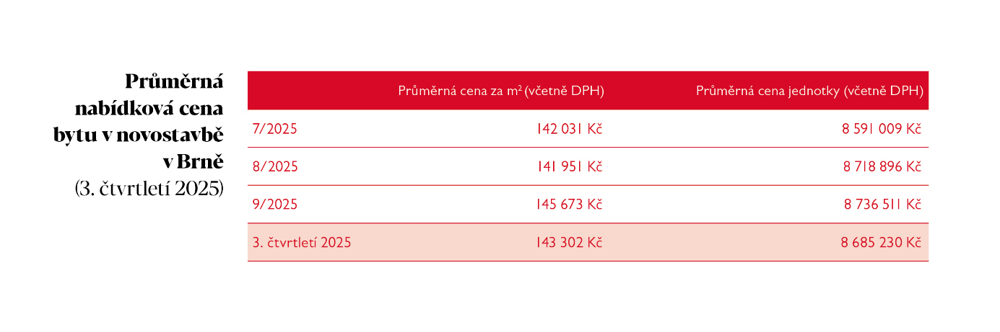 Průměrná
nabídková cena
bytu v novostavbě
v Brně
(3. čtvrtletí 2025)
Průměrná cena za m² (včetně DPH) Průměrná cena jednotky (včetně DPH)
7/2025 142 031 Kč 8 591 009 Kč
8/2025 141 951 Kč 8 718 896 Kč
9/2025 145 673 Kč 8 736 511 Kč
3. čtvrtletí 2025 143 302 Kč 8 685 230 Kč